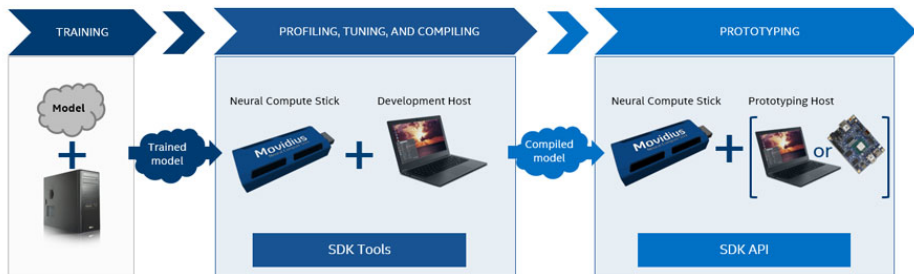 TRAINING
PROFILING, TUNING, AND COMPILING
PROTOTYPING
Model
Trained
model
Neural Compute Stick
Development Host
Movidius
SDK Tools
Compiled
model
Neural Compute Stick
Prototyping Host
Movidius
or
SDK API